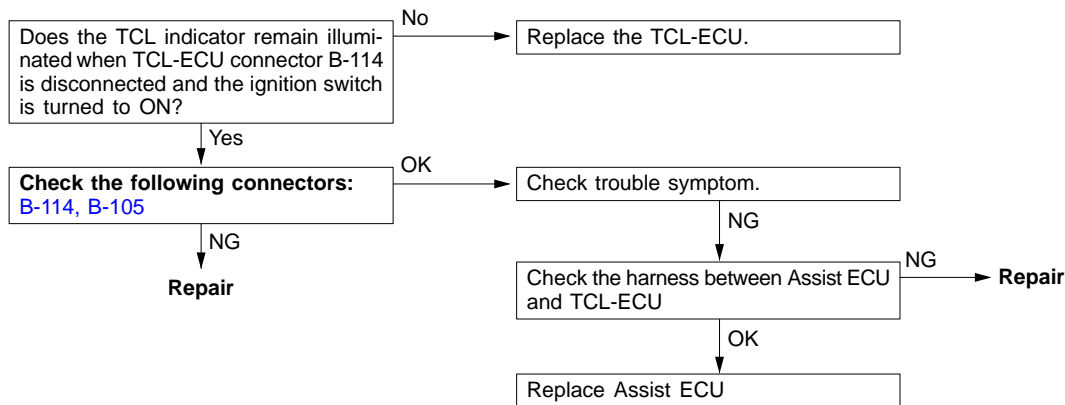 Does the TCL indicator remain illumi-
nated when TCL-ECU connector B-114
is disconnected and the ignition switch
is turned to ON?
No
Replace the TCL-ECU.
Yes
Check the following connectors:
B-114, B-105
OK
Check trouble symptom.
NG
Repair
NG
Check the harness between Assist ECU
and TCL-ECU
NG
Repair
OK
Replace Assist ECU